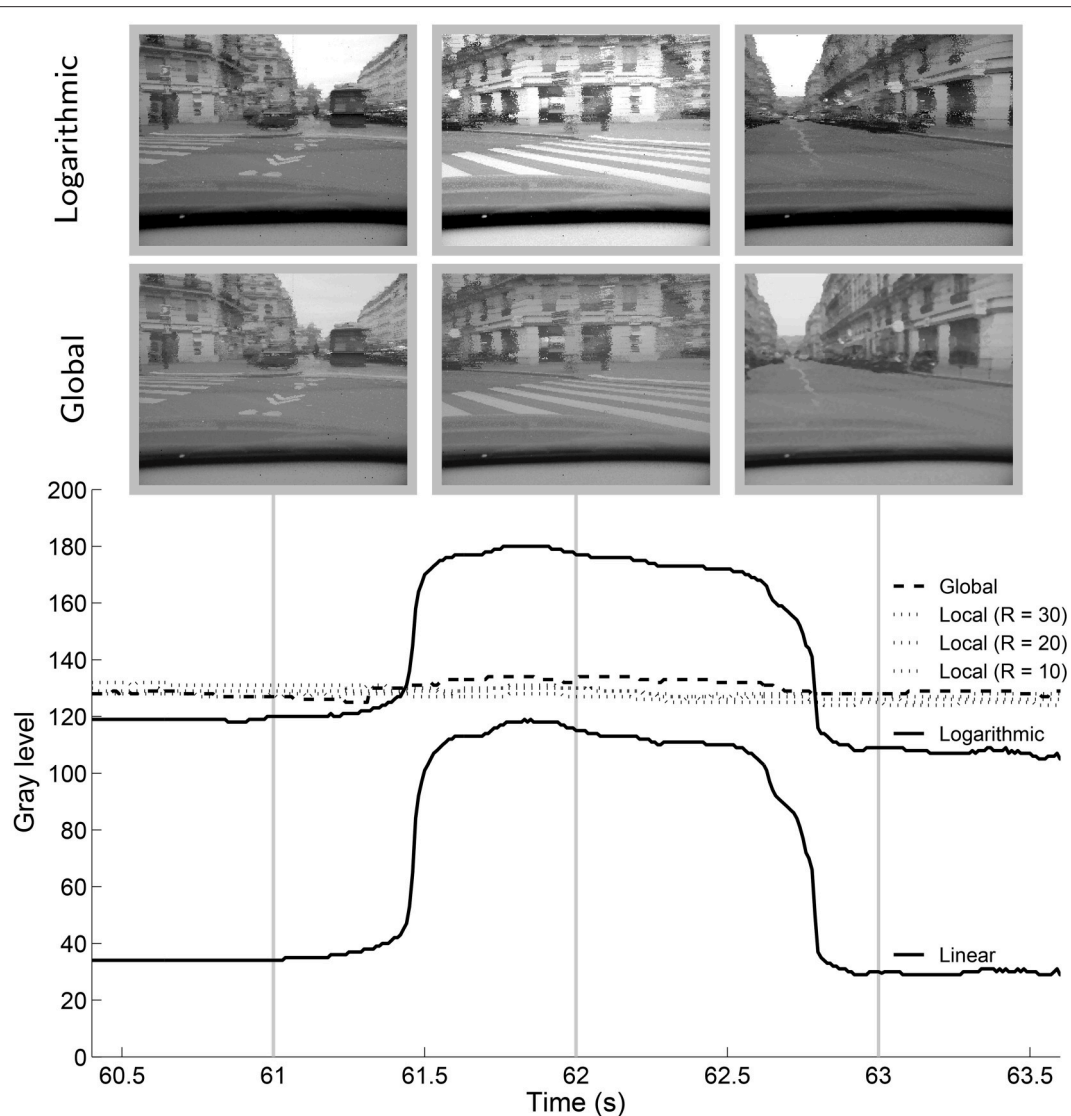 Logarithmic
Global
200
180
160
140
120
100
80
60
40
20
0
Gray level
Global
Local (R = 30)
Local (R = 20)
Local (R = 10)
Logarithmic
Linear
60.5 61 61.5 62 62.5 63 63.5
Time (s)